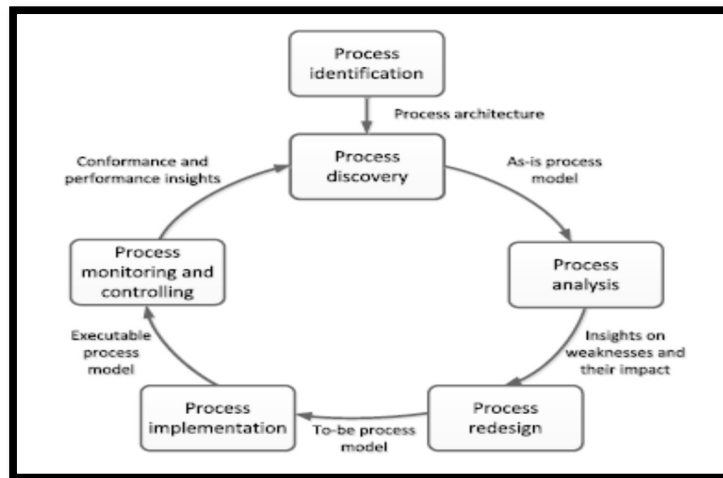 Process
identification
Process architecture
Process
discovery
As-is process
model
Process
analysis
Insights on
weaknesses and
their impact
Process
redesign
To-be process
model
Process
implementation
Executable
process
model
Process
monitoring and
controlling
Conformance and
performance insights